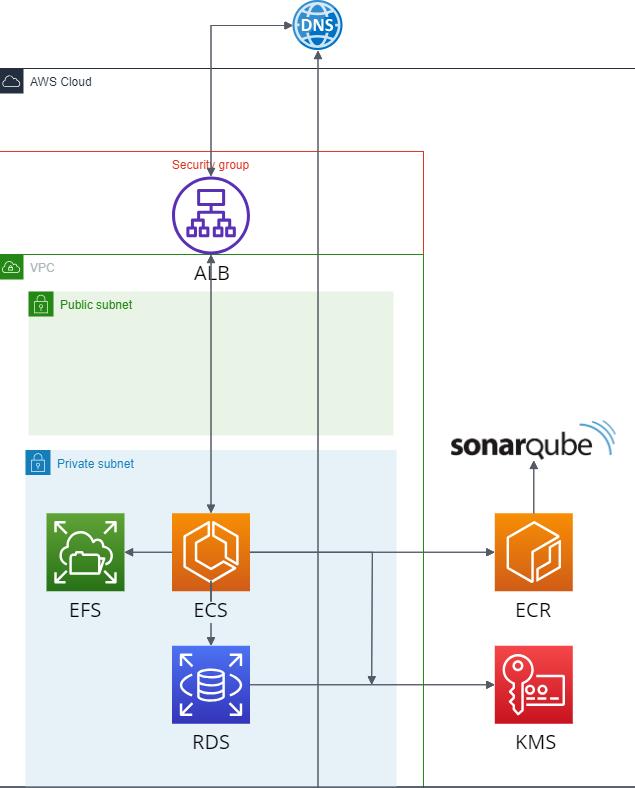 DNS
AWS Cloud
Security group
ALB
VPC
Public subnet
sonarqube
Private subnet
EFS
ECS
ECR
RDS
KMS